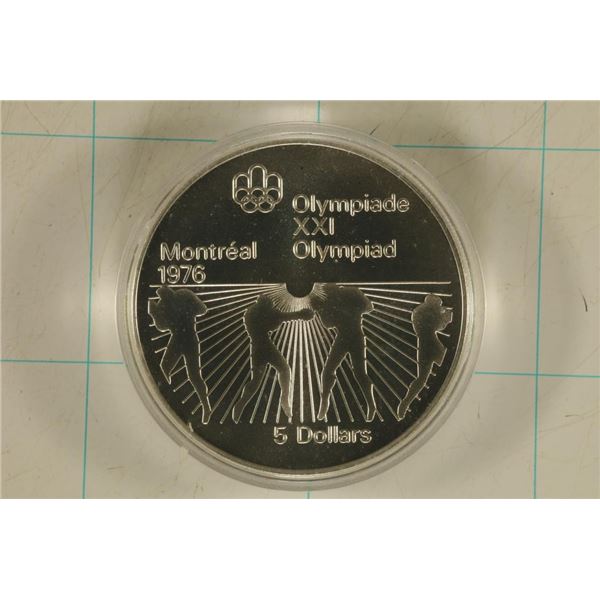 Olympiade
XXI
Olympiad
Montréal
1976
5 Dollars